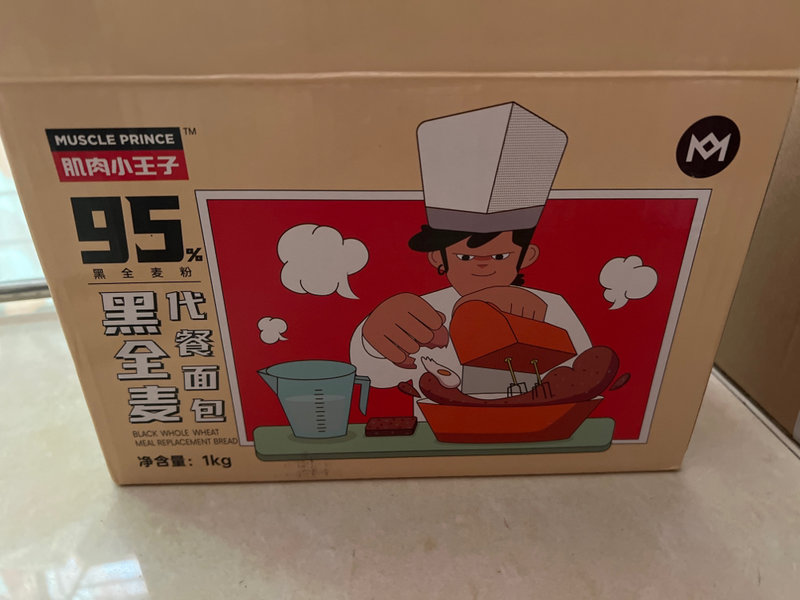 MUSCLE PRINCE TM
肌肉小王子
95%
黑全麦粉
黑全麦
代餐面包
BLACK WHOLE WHEAT
MEAL REPLACEMENT BREAD
净含量：1kg